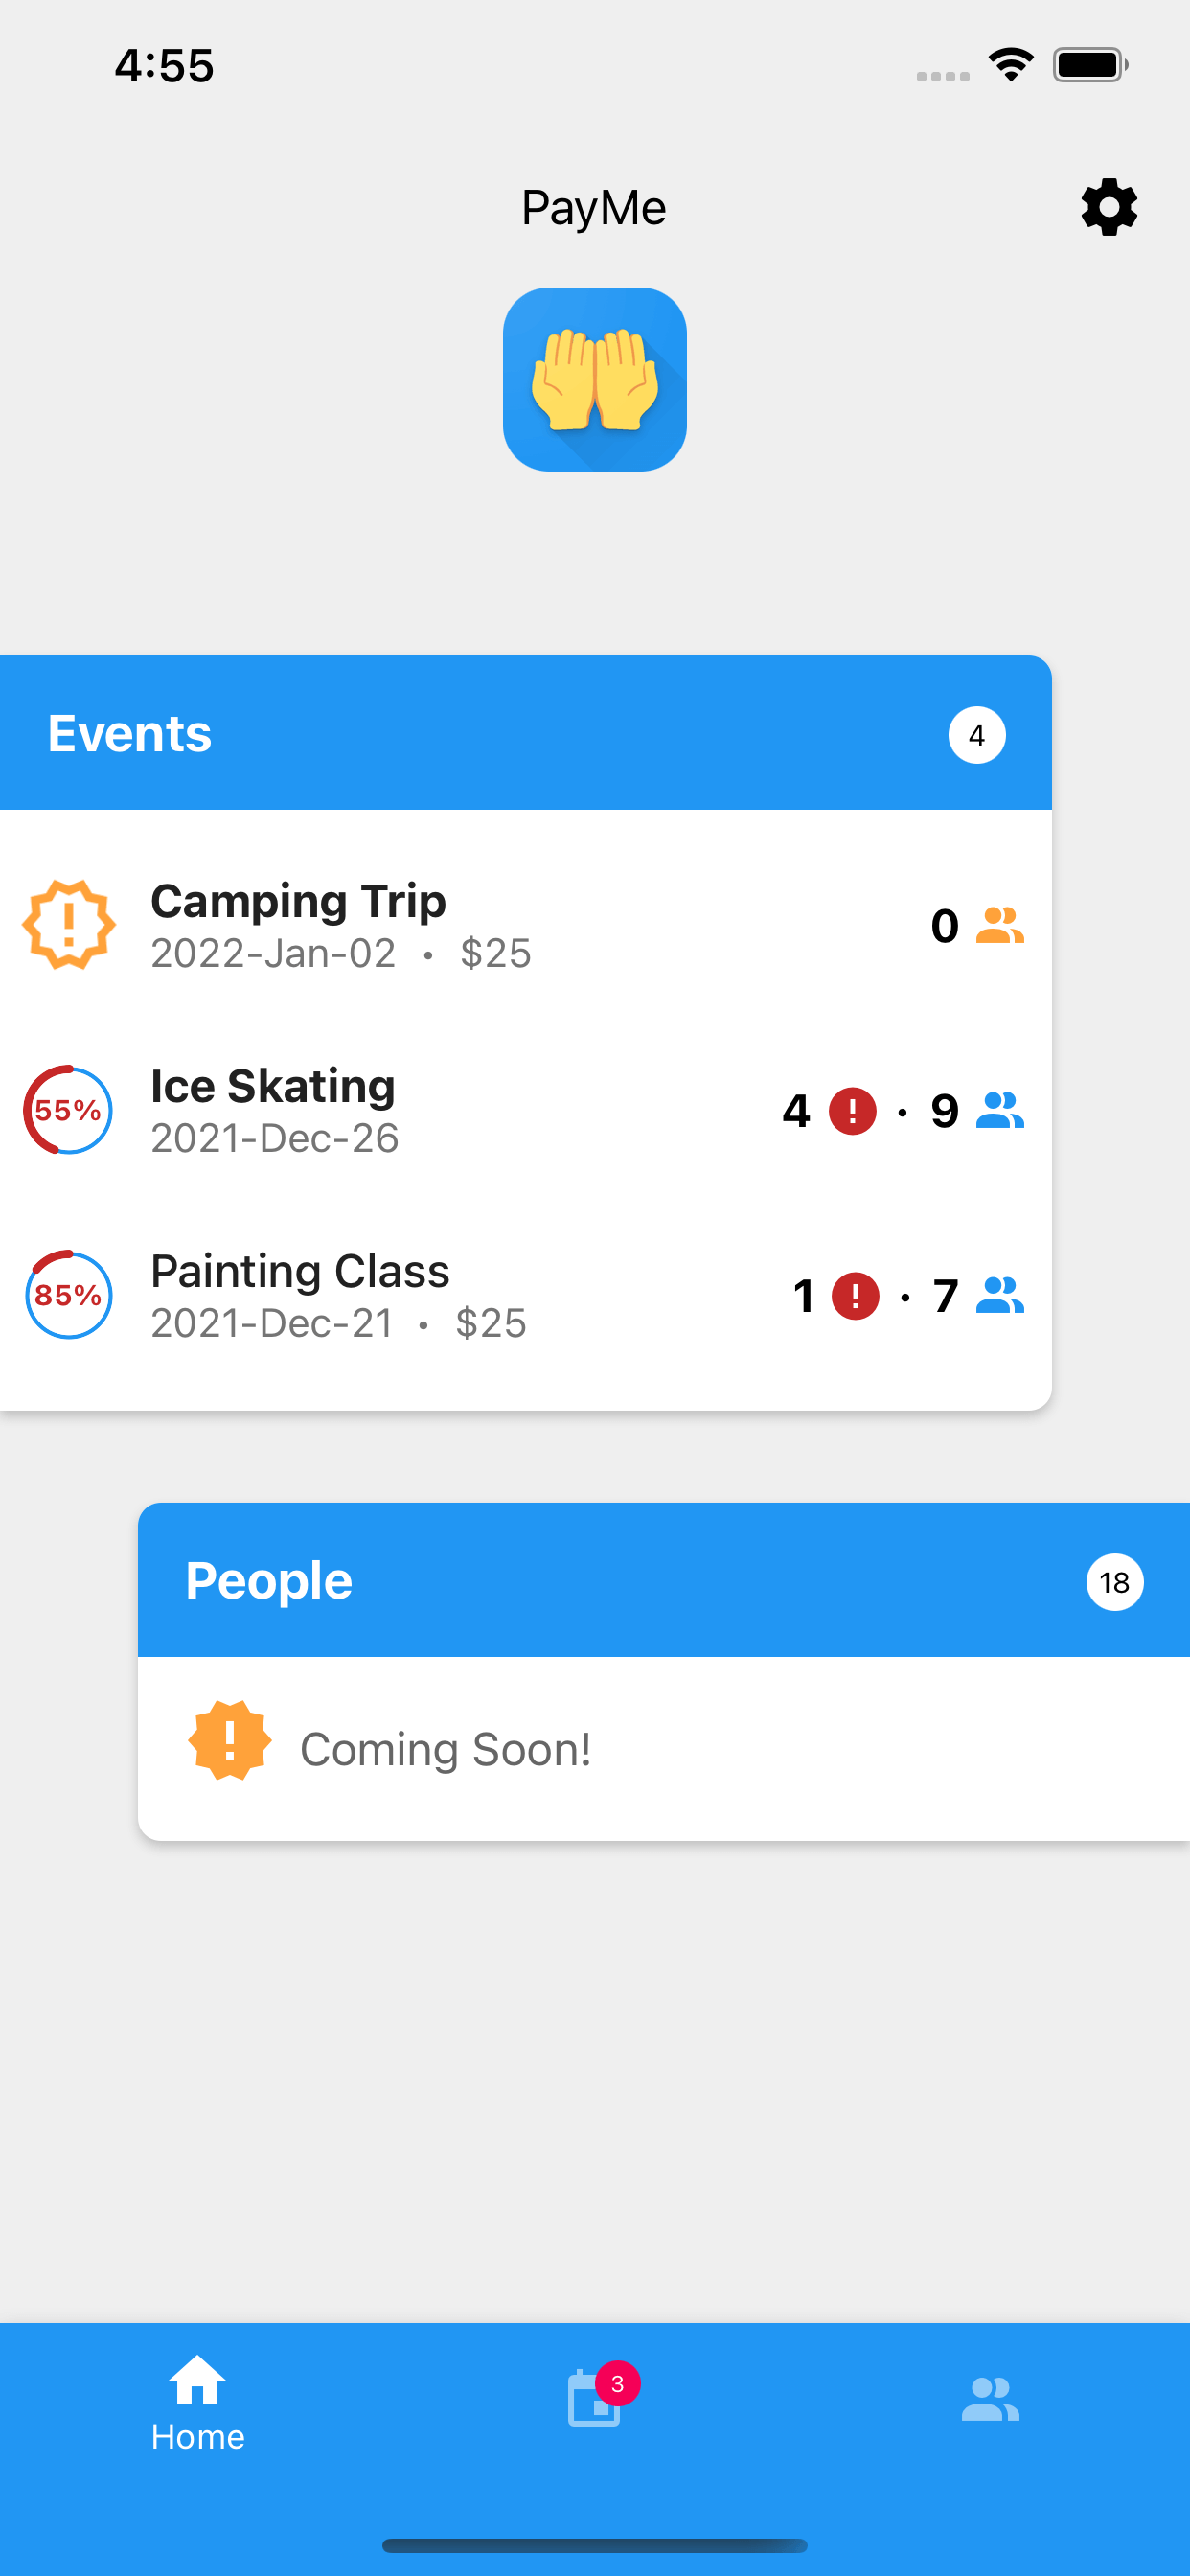 4:55
PayMe
Events 4
Camping Trip
2022-Jan-02 • $25
0
Ice Skating
55%
2021-Dec-26
4 ! · 9
Painting Class
85%
2021-Dec-21 • $25
1 ! · 7
People 18
Coming Soon!
3
Home